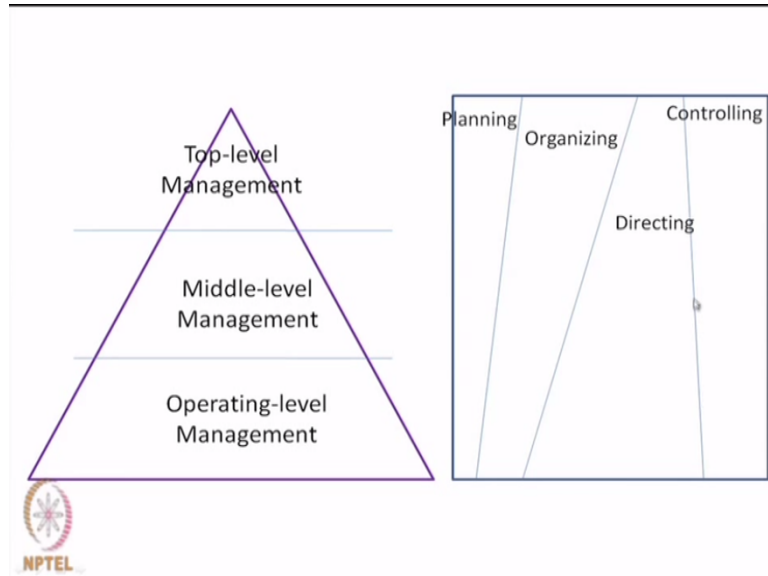 Top-level
Management
Middle-level
Management
Operating-level
Management
Planning
Organizing
Directing
Controlling
NPTEL